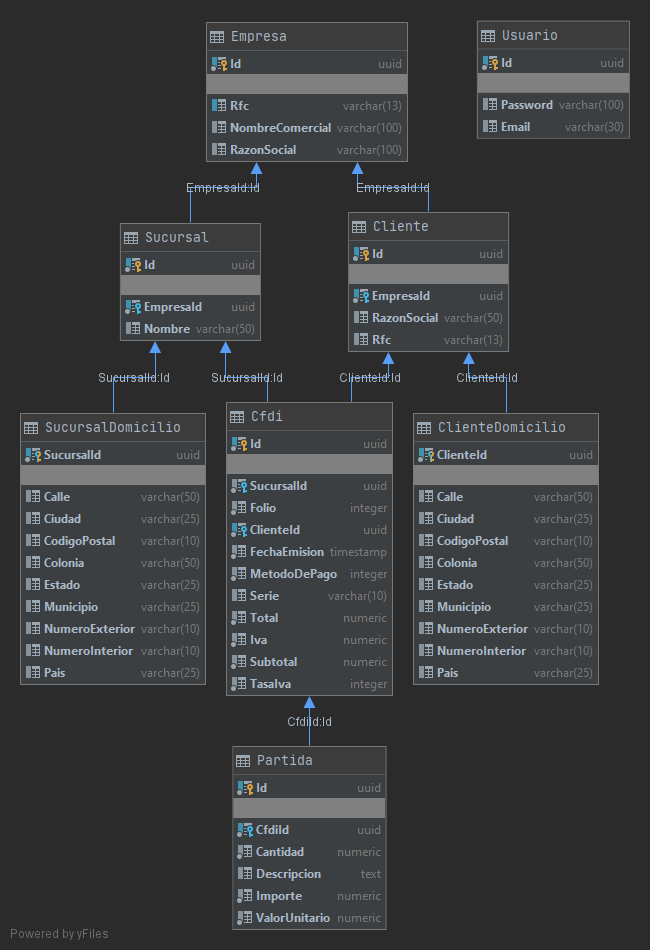 Empresa
Id uuid
Rfc varchar(13)
NombreComercial varchar(100)
RazonSocial varchar(100)
Usuario
Id uuid
Password varchar(100)
Email varchar(30)
EmpresaId:Id
EmpresaId:Id
Sucursal
Id uuid
EmpresaId uuid
Nombre varchar(50)
Cliente
Id uuid
EmpresaId uuid
RazonSocial varchar(50)
Rfc varchar(13)
SucursalId:Id
SucursalId:Id
ClienteId:Id
ClienteId:Id
SucursalDomicilio
SucursalId uuid
Calle varchar(50)
Ciudad varchar(25)
CodigoPostal varchar(10)
Colonia varchar(50)
Estado varchar(25)
Municipio varchar(25)
NumeroExterior varchar(10)
NumeroInterior varchar(10)
Pais varchar(25)
Cfdi
Id uuid
SucursalId uuid
Folio integer
ClienteId uuid
FechaEmision timestamp
MetodoDePago integer
Serie varchar(10)
Total numeric
Iva numeric
Subtotal numeric
TasaIva integer
ClienteDomicilio
ClienteId uuid
Calle varchar(50)
Ciudad varchar(25)
CodigoPostal varchar(10)
Colonia varchar(50)
Estado varchar(25)
Municipio varchar(25)
NumeroExterior varchar(10)
NumeroInterior varchar(10)
Pais varchar(25)
CfdiId:Id
Partida
Id uuid
CfdiId uuid
Cantidad numeric
Descripcion text
Importe numeric
ValorUnitario numeric
Powered by yFiles